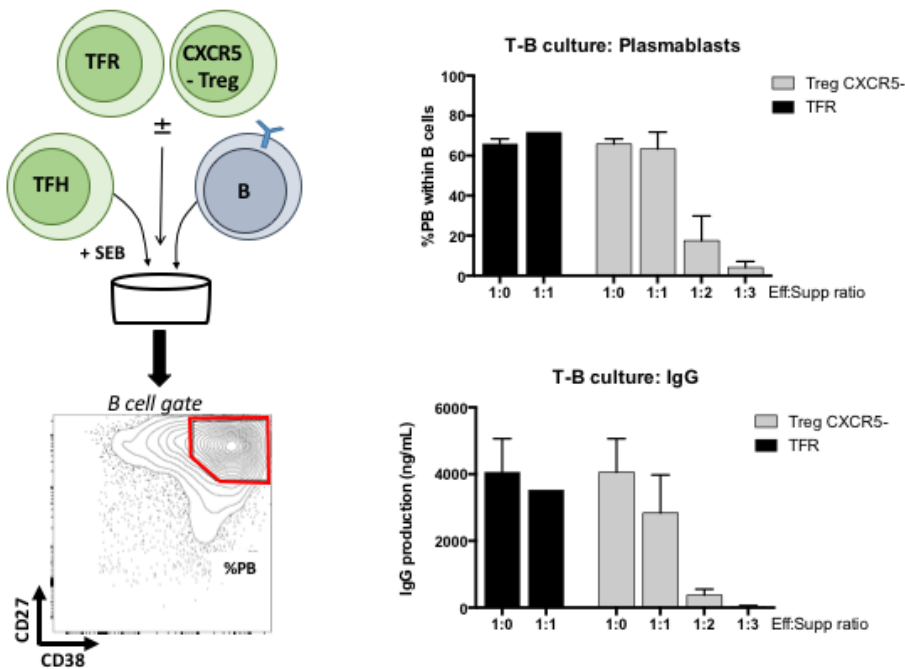 TFR
CXCR5
- Treg
±
TFH
B
+ SEB
B cell gate
%PB
CD27
CD38
T-B culture: Plasmablasts
Treg CXCR5-
TFR
%PB within B cells
100
80
60
40
20
0
1:0 1:1 1:0 1:1 1:2 1:3 Eff:Supp ratio
T-B culture: IgG
Treg CXCR5-
TFR
IgG production (ng/mL)
6000
4000
2000
0
1:0 1:1 1:0 1:1 1:2 1:3 Eff:Supp ratio